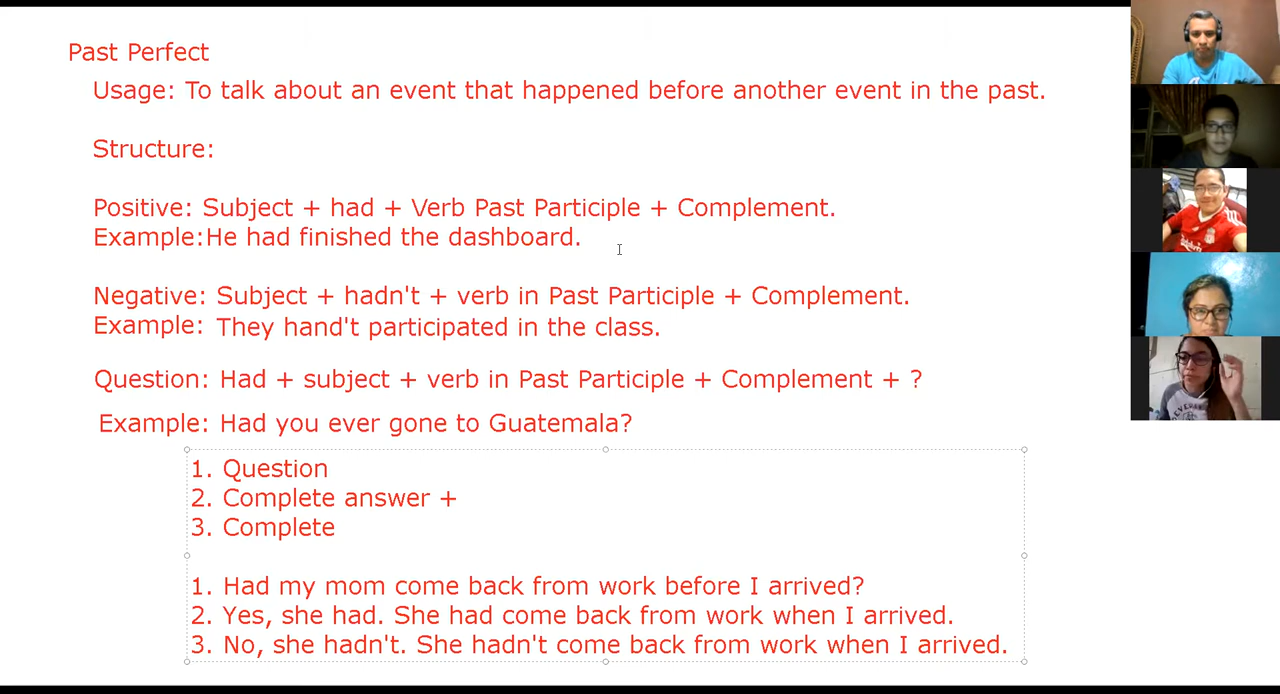 Past Perfect
Usage: To talk about an event that happened before another event in the past.
Structure:
Positive: Subject + had + Verb Past Participle + Complement.
Example:He had finished the dashboard.
Negative: Subject + hadn't + verb in Past Participle + Complement.
Example: They hand't participated in the class.
Question: Had + subject + verb in Past Participle + Complement + ?
Example: Had you ever gone to Guatemala?
1. Question
2. Complete answer +
3. Complete
1. Had my mom come back from work before I arrived?
2. Yes, she had. She had come back from work when I arrived.
3. No, she hadn't. She hadn't come back from work when I arrived.